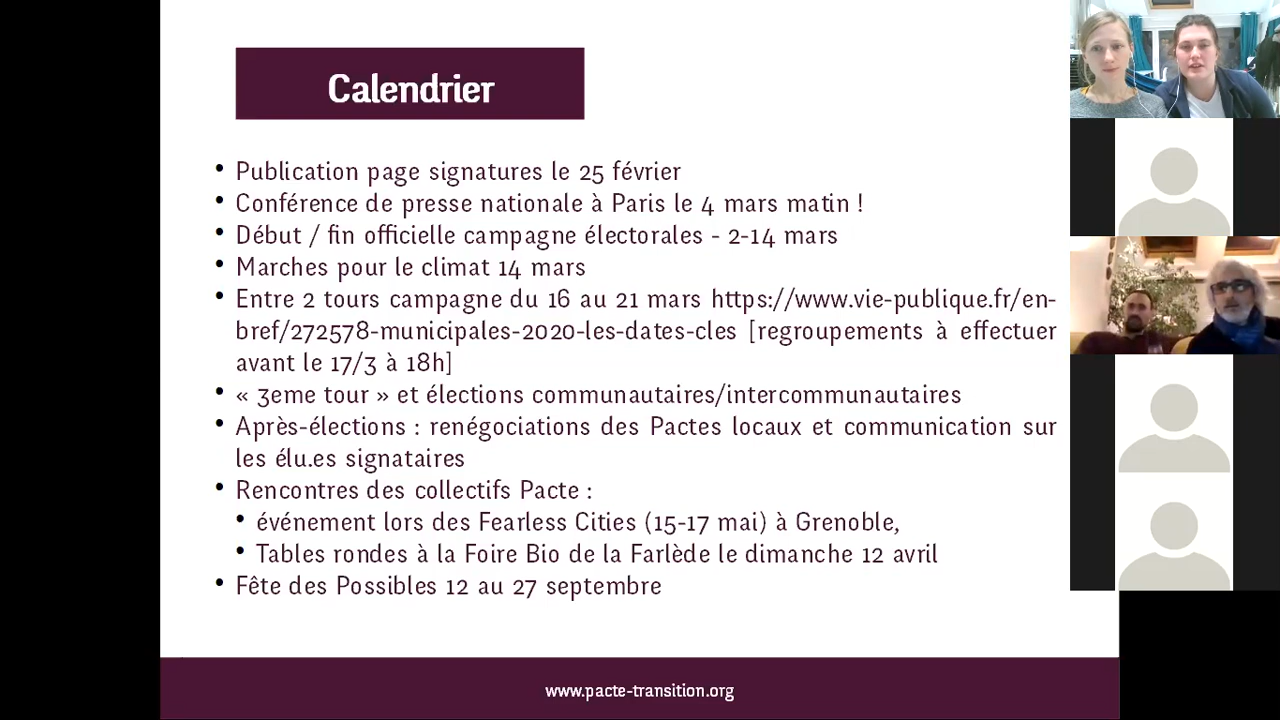 Calendrier
• Publication page signatures le 25 février
• Conférence de presse nationale à Paris le 4 mars matin !
• Début / fin officielle campagne électorales - 2-14 mars
• Marches pour le climat 14 mars
• Entre 2 tours campagne du 16 au 21 mars https://www.vie-publique.fr/en-
bref/272578-municipales-2020-les-dates-cles [regroupements à effectuer
avant le 17/3 à 18h]
• « 3eme tour » et élections communautaires/intercommunautaires
• Après-élections : renégociations des Pactes locaux et communication sur
les élu.es signataires
• Rencontres des collectifs Pacte :
• événement lors des Fearless Cities (15-17 mai) à Grenoble,
• Tables rondes à la Foire Bio de la Farlède le dimanche 12 avril
• Fête des Possibles 12 au 27 septembre
www.pacte-transition.org